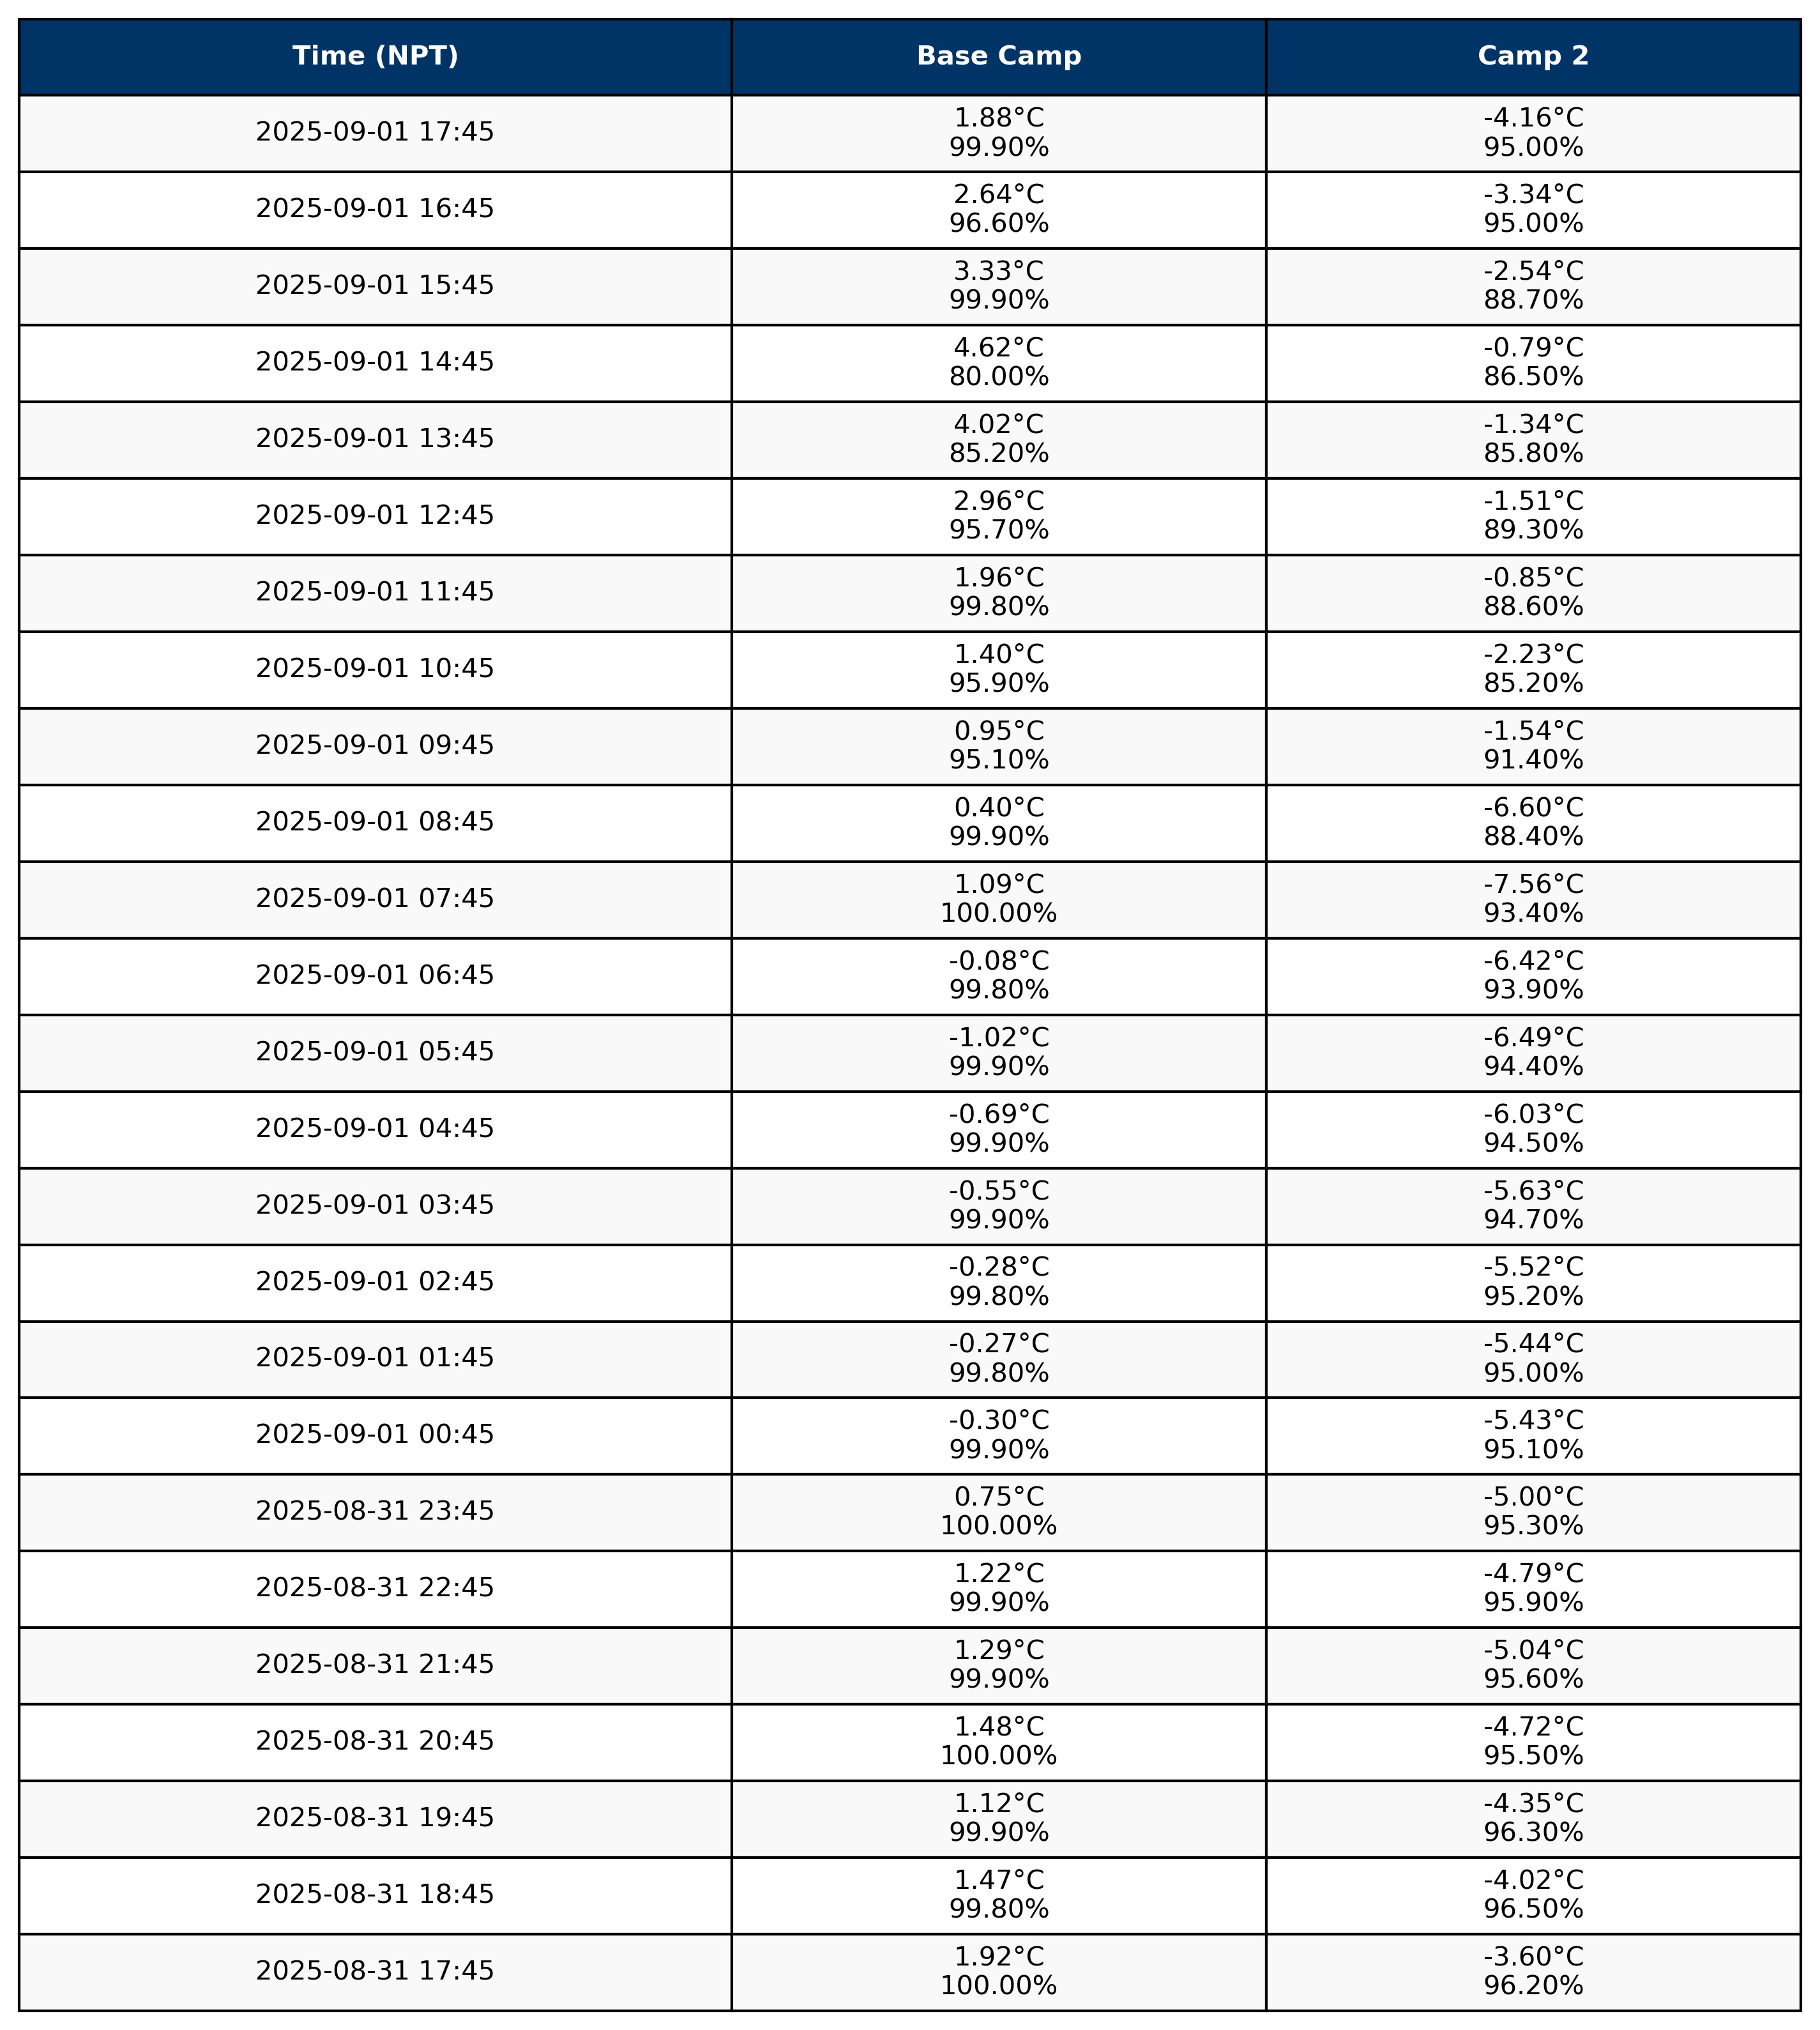 Time (NPT) Base Camp Camp 2
2025-09-01 17:45 1.88°C -4.16°C
99.90% 95.00%
2025-09-01 16:45 2.64°C -3.34°C
96.60% 95.00%
2025-09-01 15:45 3.33°C -2.54°C
99.90% 88.70%
2025-09-01 14:45 4.62°C -0.79°C
80.00% 86.50%
2025-09-01 13:45 4.02°C -1.34°C
85.20% 85.80%
2025-09-01 12:45 2.96°C -1.51°C
95.70% 89.30%
2025-09-01 11:45 1.96°C -0.85°C
99.80% 88.60%
2025-09-01 10:45 1.40°C -2.23°C
95.90% 85.20%
2025-09-01 09:45 0.95°C -1.54°C
95.10% 91.40%
2025-09-01 08:45 0.40°C -6.60°C
99.90% 88.40%
2025-09-01 07:45 1.09°C -7.56°C
100.00% 93.40%
2025-09-01 06:45 -0.08°C -6.42°C
99.80% 93.90%
2025-09-01 05:45 -1.02°C -6.49°C
99.90% 94.40%
2025-09-01 04:45 -0.69°C -6.03°C
99.90% 94.50%
2025-09-01 03:45 -0.55°C -5.63°C
99.90% 94.70%
2025-09-01 02:45 -0.28°C -5.52°C
99.80% 95.20%
2025-09-01 01:45 -0.27°C -5.44°C
99.80% 95.00%
2025-09-01 00:45 -0.30°C -5.43°C
99.90% 95.10%
2025-08-31 23:45 0.75°C -5.00°C
100.00% 95.30%
2025-08-31 22:45 1.22°C -4.79°C
99.90% 95.90%
2025-08-31 21:45 1.29°C -5.04°C
99.90% 95.60%
2025-08-31 20:45 1.48°C -4.72°C
100.00% 95.50%
2025-08-31 19:45 1.12°C -4.35°C
99.90% 96.30%
2025-08-31 18:45 1.47°C -4.02°C
99.80% 96.50%
2025-08-31 17:45 1.92°C -3.60°C
100.00% 96.20%